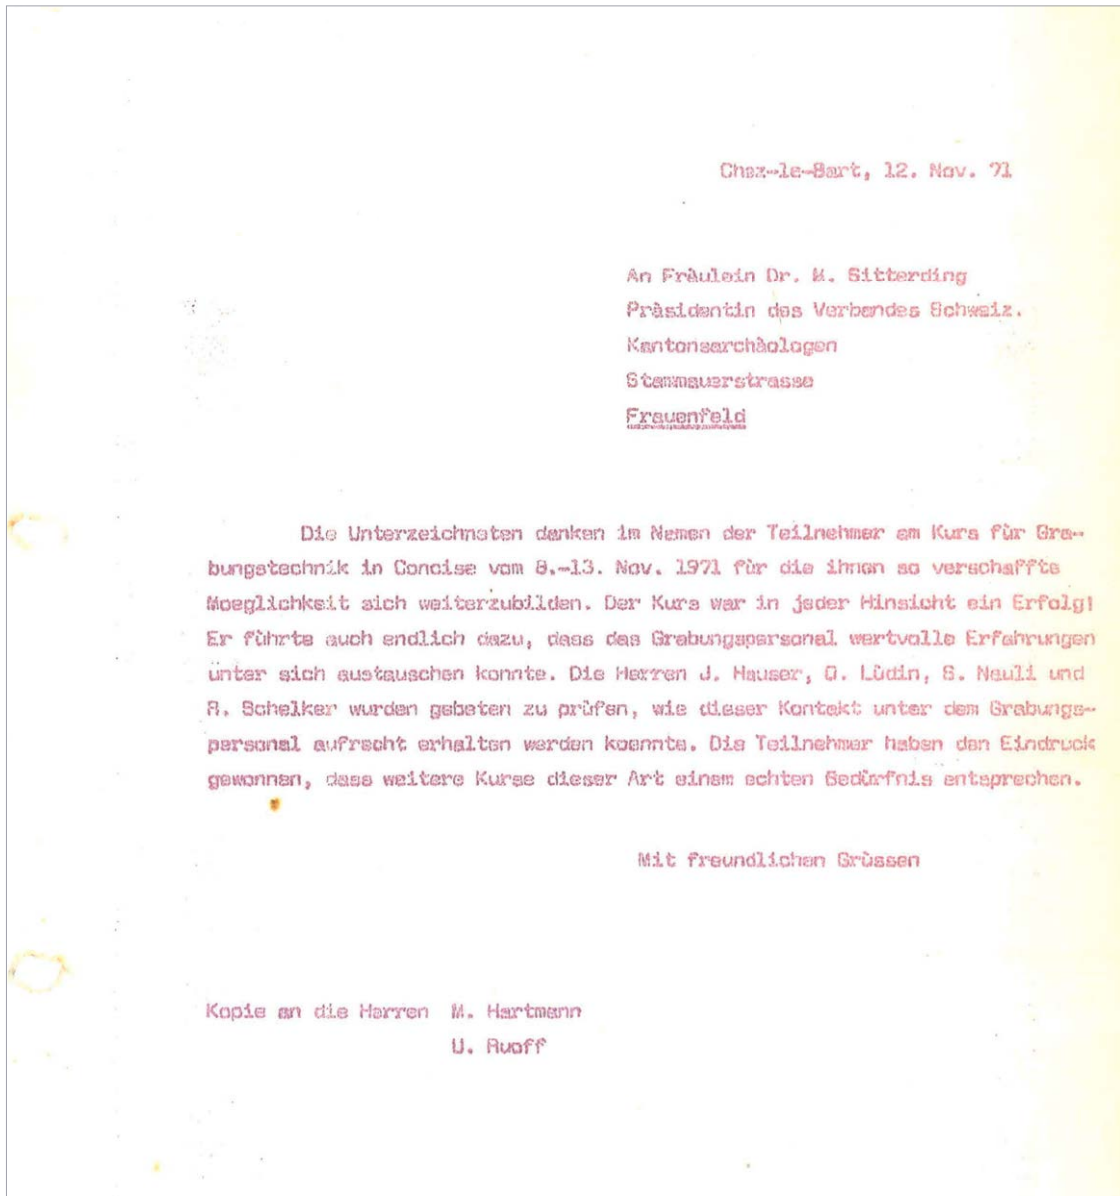 Chez-le-Bart, 12. Nov. 71
An Fräulein Dr. M. Sitterding
Präsidentin des Verbandes Schweiz.
Kantonsarchäologen
Stammauerstrasse
Frauenfeld
Die Unterzeichneten danken im Namen der Teilnehmer am Kurs für Gra-
bungstechnik in Concise vom 8.-13. Nov. 1971 für die ihnen so verschaffte
Moeglichkeit sich weiterzubilden. Der Kurs war in jeder Hinsicht ein Erfolg!
Er führte auch endlich dazu, dass das Grabungspersonal wertvolle Erfahrungen
unter sich austauschen konnte. Die Herren J. Hauser, O. Lüdin, S. Nauli und
R. Schelker wurden gebeten zu prüfen, wie dieser Kontakt unter dem Grabungs-
personal aufrecht erhalten werden koennte. Die Teilnehmer haben den Eindruck
gewonnen, dass weitere Kurse dieser Art einem echten Bedürfnis entsprechen.
Mit freundlichen Grüssen
Kopie an die Herren M. Hartmann
U. Ruoff